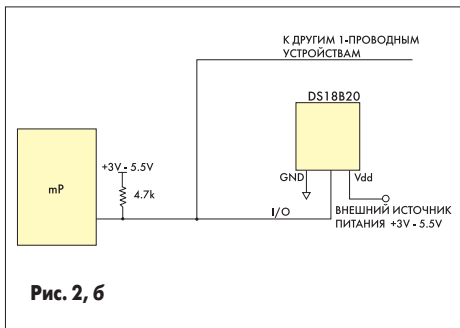 К ДРУГИМ 1-ПРОВОДНЫМ
УСТРОЙСТВАМ
DS18B20
+3V - 5.5V
mP
4.7k
GND
Vdd
I/O
ВНЕШНИЙ ИСТОЧНИК
ПИТАНИЯ +3V - 5.5V
Рис. 2, б